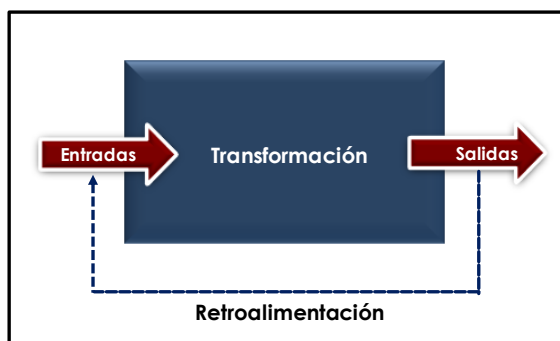 Entradas
Transformación
Salidas
Retroalimentación